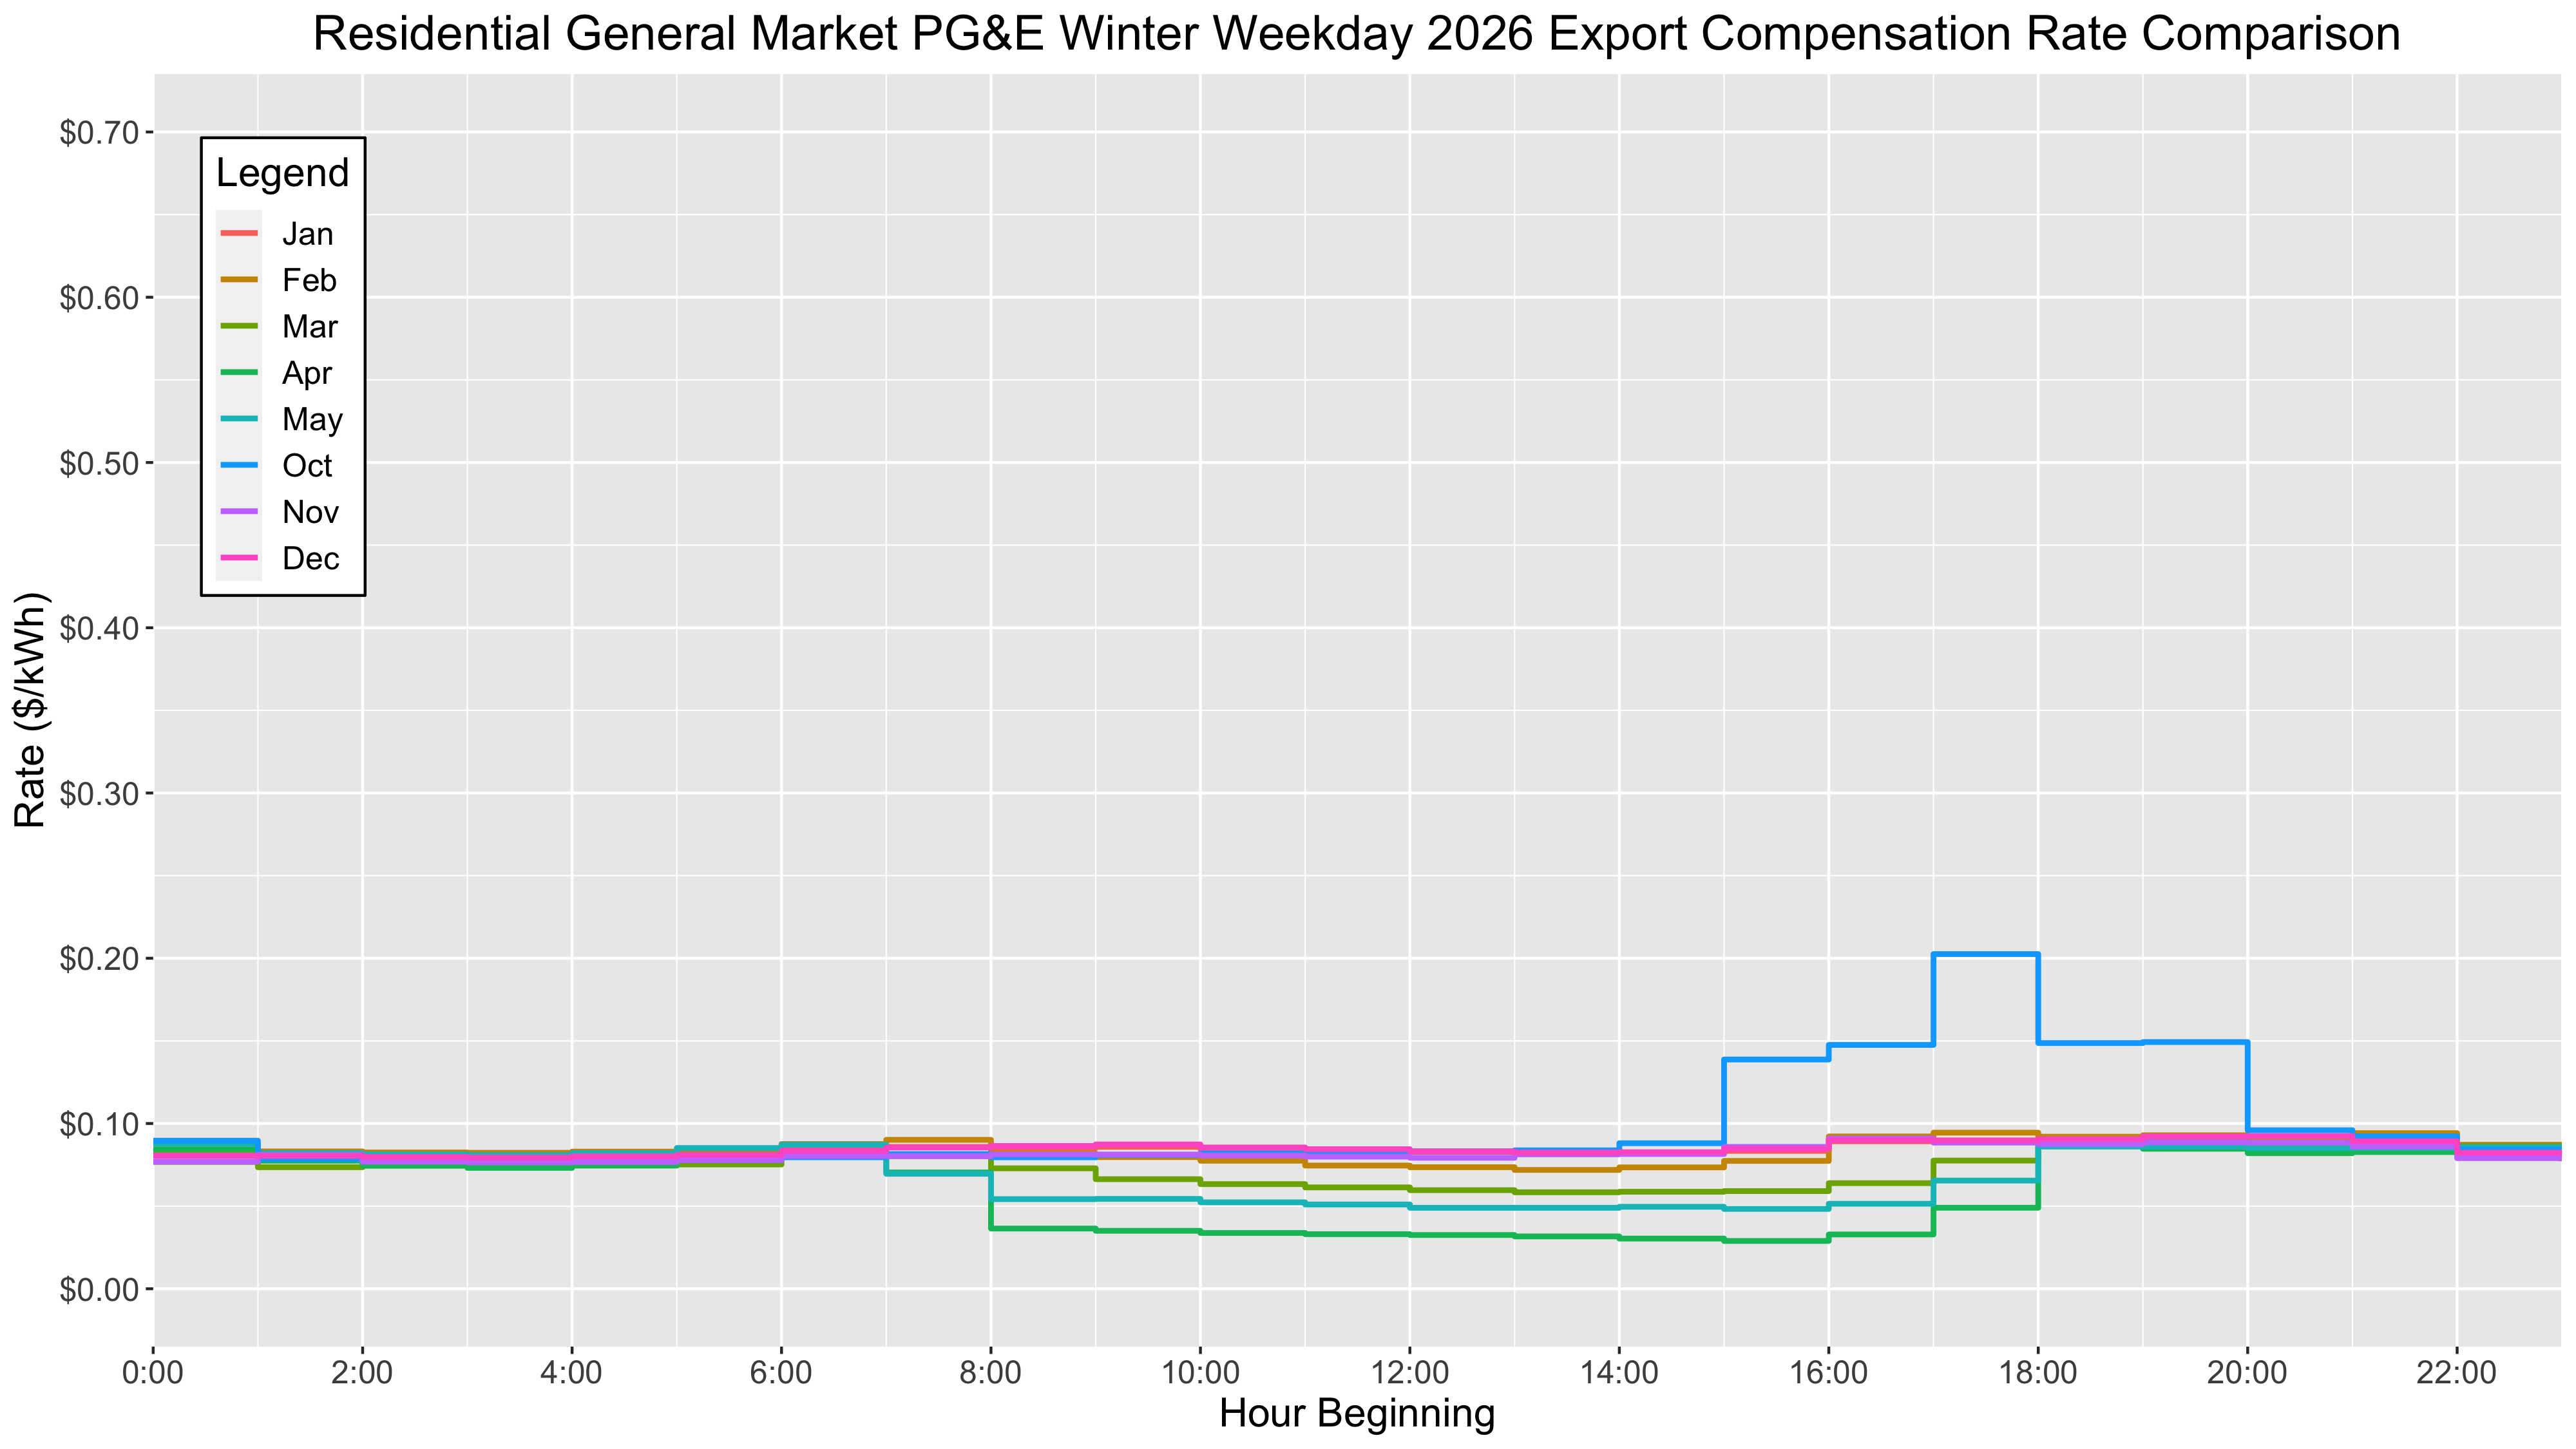 Residential General Market PG&E Winter Weekday 2026 Export Compensation Rate Comparison
$0.70
$0.60
$0.50
$0.40
$0.30
$0.20
$0.10
$0.00
Rate ($/kWh)
Legend
Jan
Feb
Mar
Apr
May
Oct
Nov
Dec
0:00 2:00 4:00 6:00 8:00 10:00 12:00 14:00 16:00 18:00 20:00 22:00
Hour Beginning